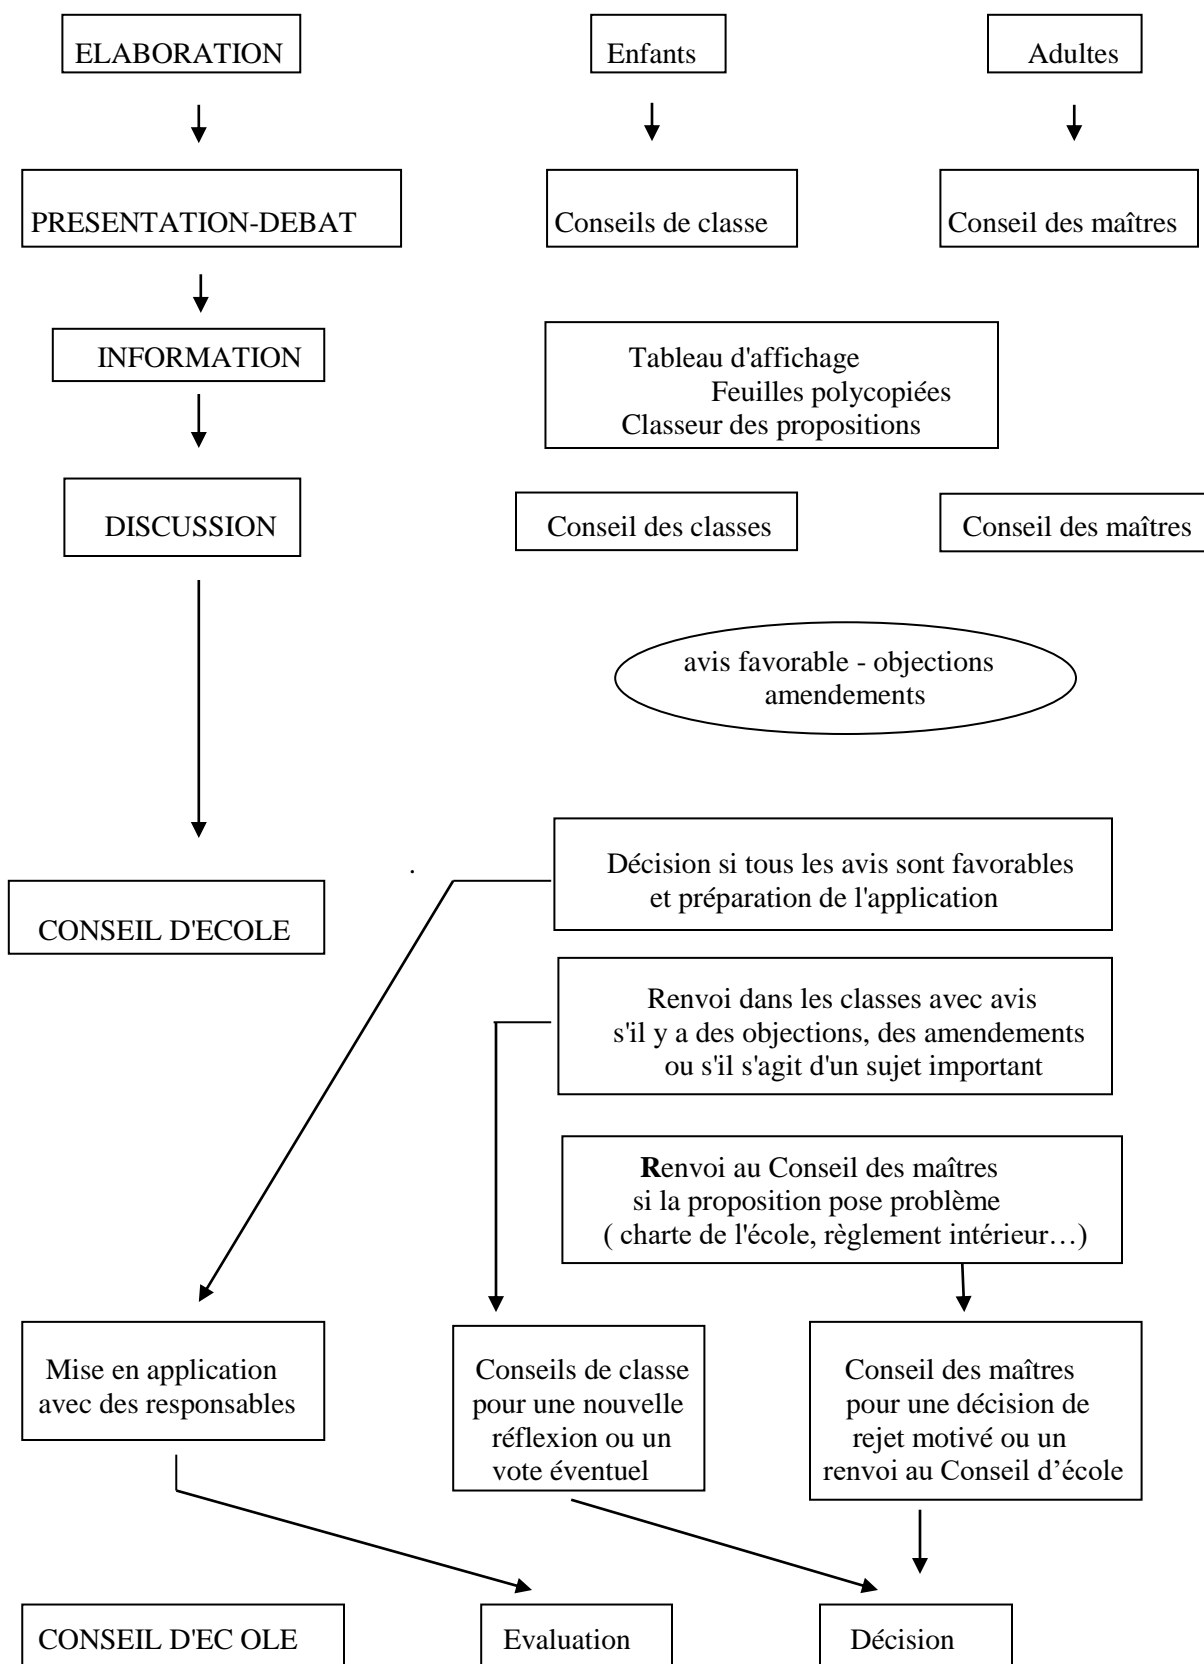 ELABORATION
Enfants
Adultes
PRESENTATION-DEBAT
Conseils de classe
Conseil des maîtres
INFORMATION
Tableau d'affichage
Feuilles polycopiées
Classeur des propositions
DISCUSSION
Conseil des classes
Conseil des maîtres
avis favorable - objections
amendements
.
CONSEIL D'ECOLE
Décision si tous les avis sont favorables
et préparation de l'application
Renvoi dans les classes avec avis
s'il y a des objections, des amendements
ou s'il s'agit d'un sujet important
Renvoi au Conseil des maîtres
si la proposition pose problème
( charte de l'école, règlement intérieur…)
Mise en application
avec des responsables
Conseils de classe
pour une nouvelle
réflexion ou un
vote éventuel
Conseil des maîtres
pour une décision de
rejet motivé ou un
renvoi au Conseil d’école
CONSEIL D'EC OLE
Evaluation
Décision